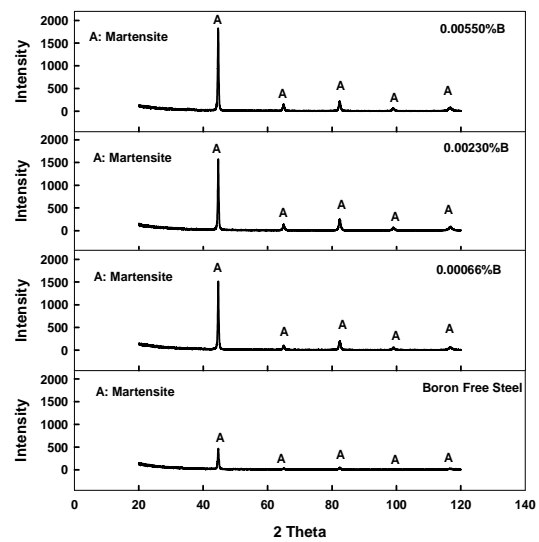 2000
A
A: Martensite
0.00550%B
1500
Intensity
1000
500
A
A
A
A
0
2000
A
0.00230%B
A: Martensite
1500
Intensity
1000
500
A
A
A
A
0
2000
A
0.00066%B
A: Martensite
1500
Intensity
1000
500
A
A
A
A
0
2000
Boron Free Steel
A: Martensite
1500
Intensity
1000
500
A
A
A
A
A
0
0 20 40 60 80 100 120 140
2 Theta